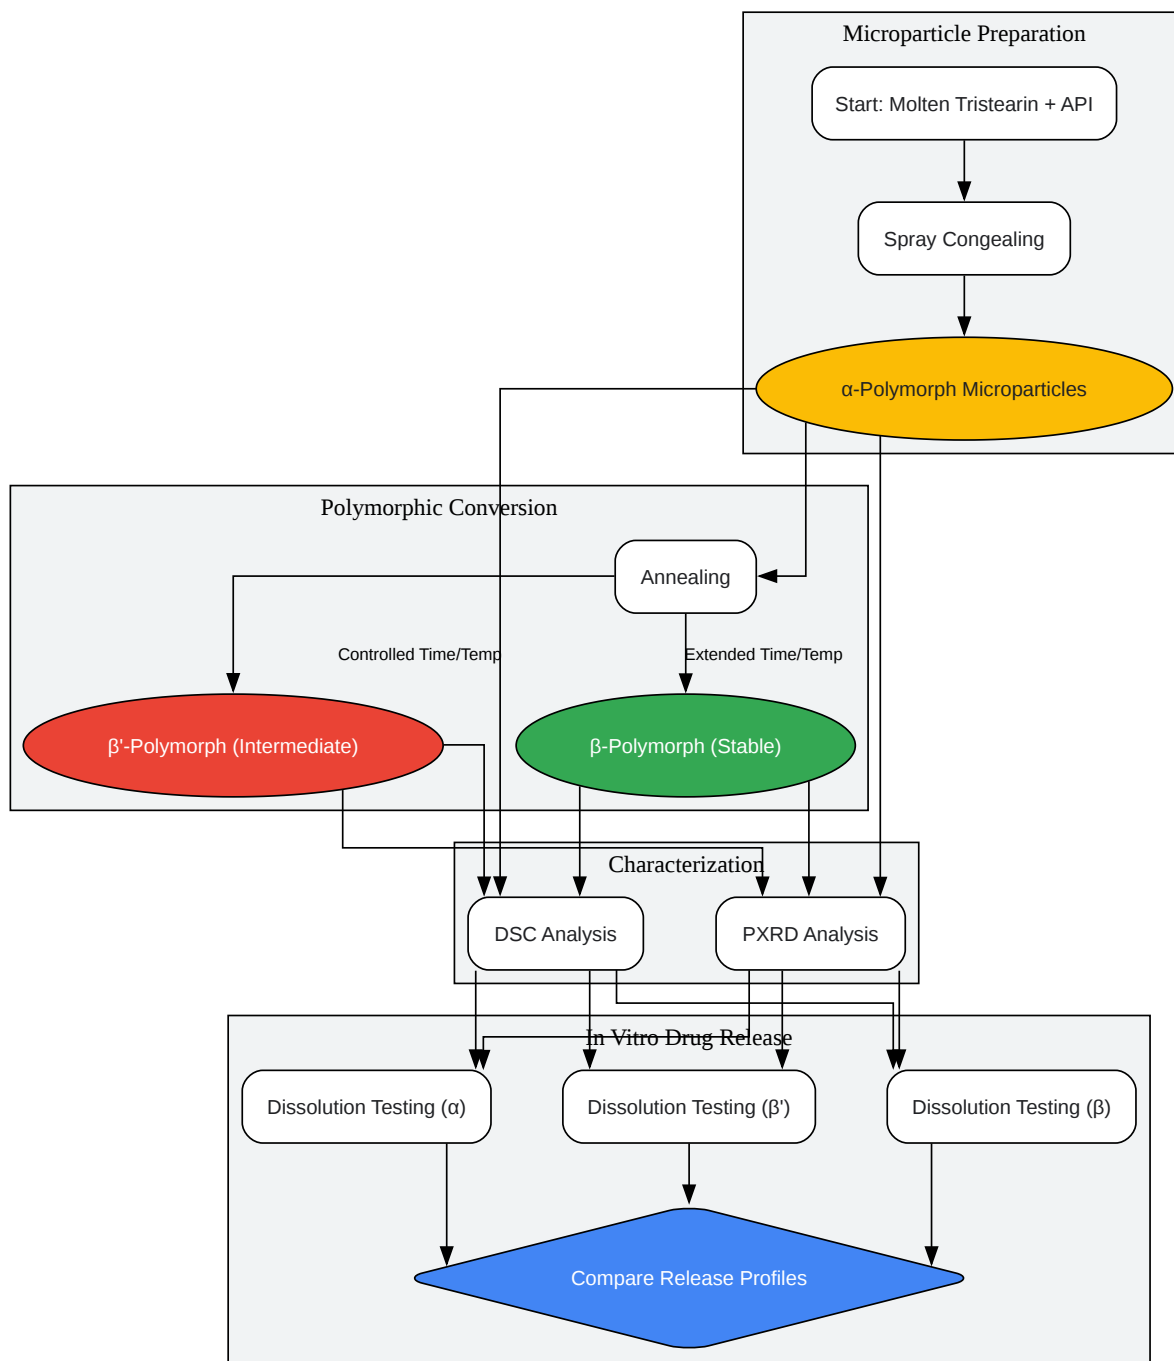 Microparticle Preparation
Start: Molten Tristearin + API
Spray Congealing
α-Polymorph Microparticles
Polymorphic Conversion
Annealing
Controlled Time/Temp
Extended Time/Temp
β'-Polymorph (Intermediate)
β-Polymorph (Stable)
Characterization
DSC Analysis
PXRD Analysis
In Vitro Drug Release
Dissolution Testing (α)
Dissolution Testing (β')
Dissolution Testing (β)
Compare Release Profiles